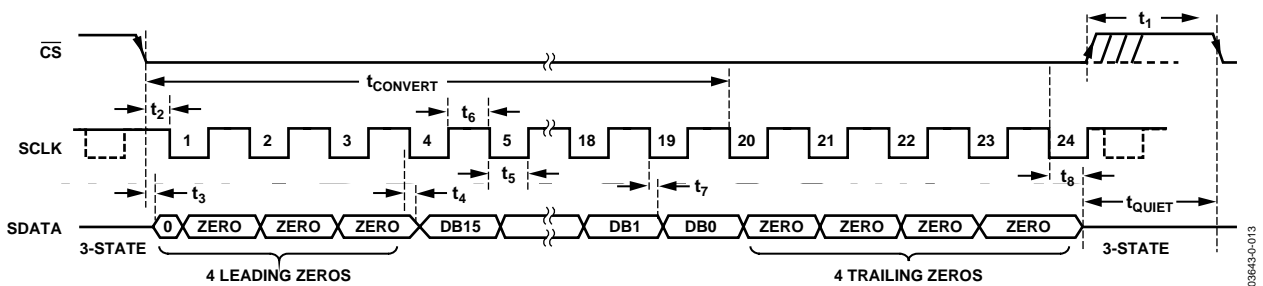 t1
CS
tCONVERT
t2
t6
SCLK
1 2 3 4 5 18 19 20 21 22 23 24
t3
t4
t5
t7
t8
tQUIET
SDATA
0 ZERO ZERO ZERO DB15 DB1 DB0 ZERO ZERO ZERO ZERO
3-STATE
3-STATE
4 LEADING ZEROS
4 TRAILING ZEROS
03643-0-013